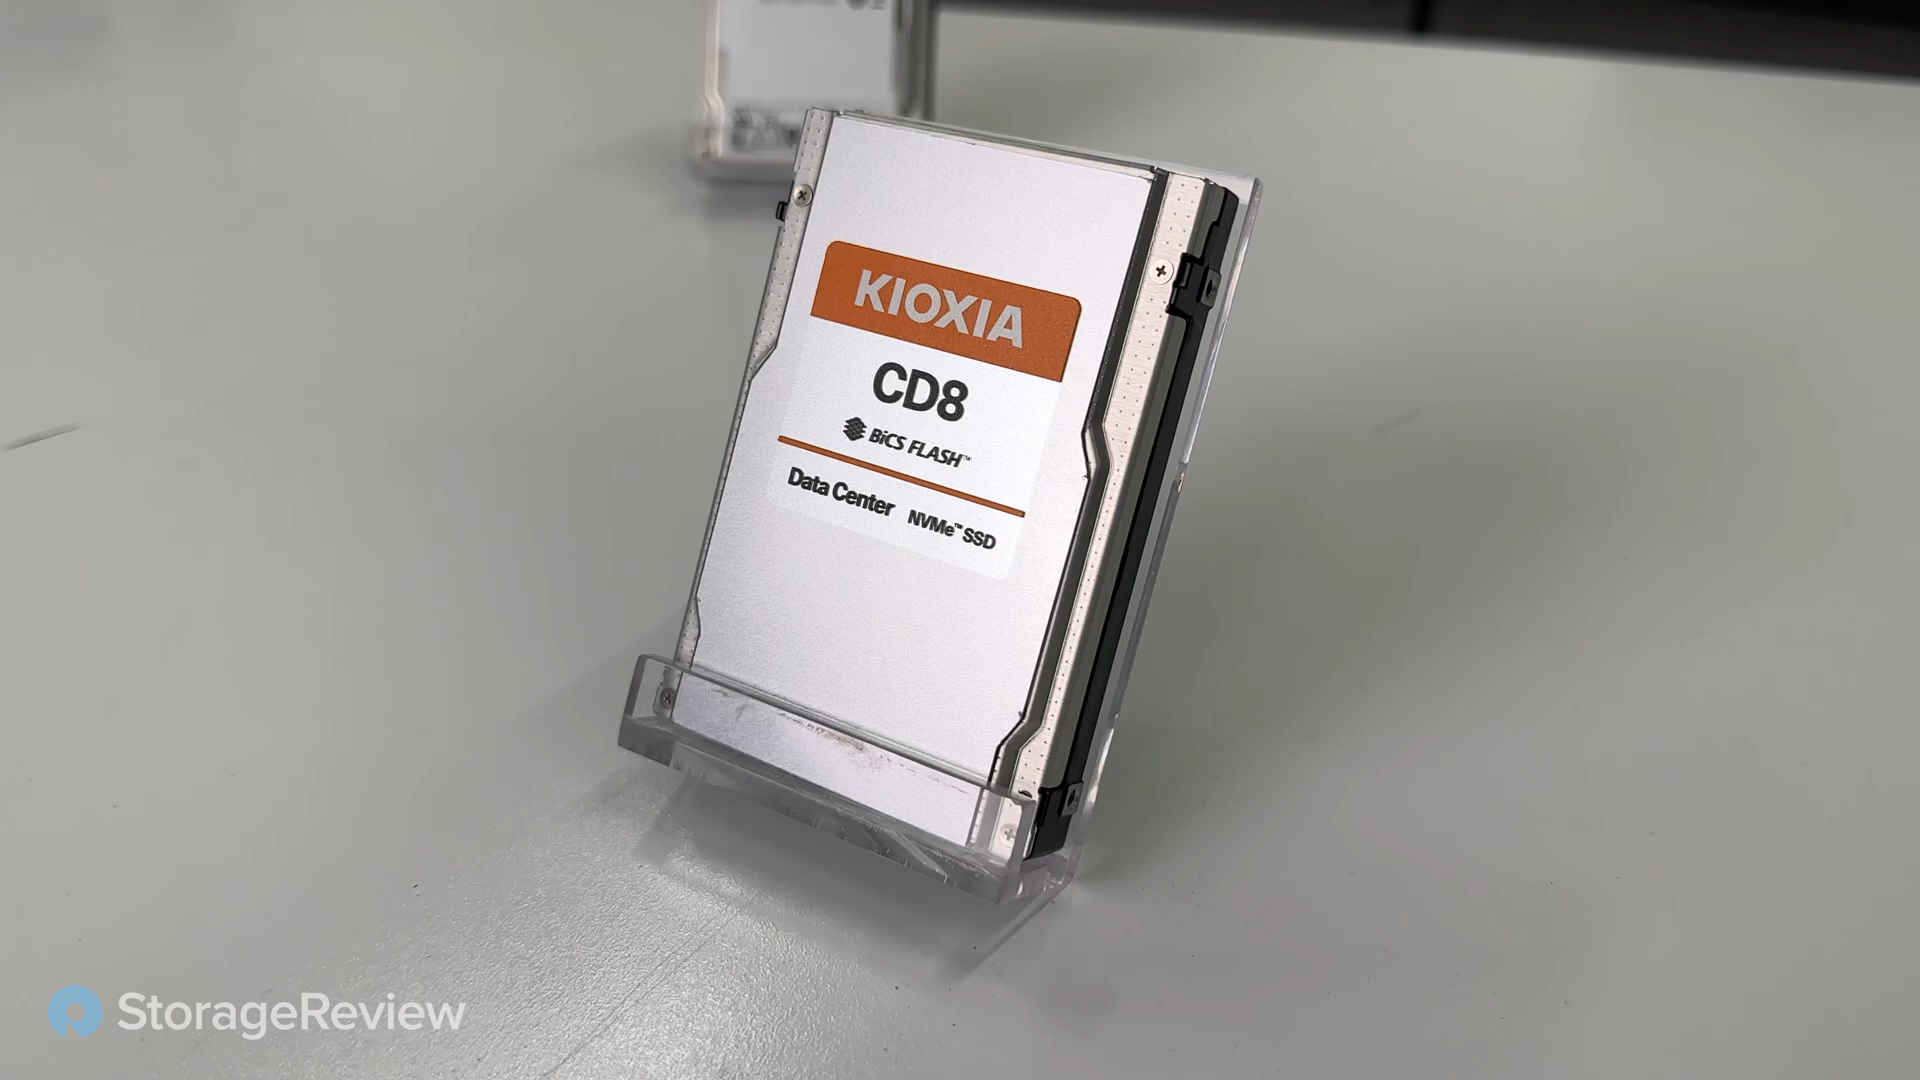 KIOXIA
CD8
BiCS FLASH™
Data Center NVMe™ SSD
StorageReview